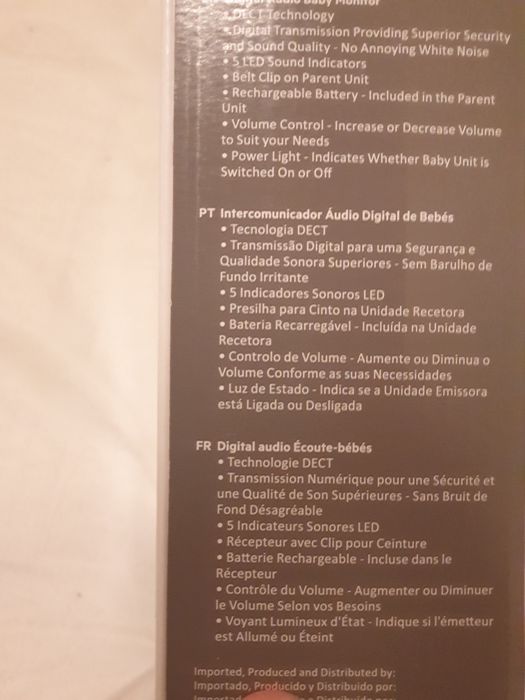 Digital Audio Baby Monitor
• DECT Technology
• Digital Transmission Providing Superior Security
and Sound Quality - No Annoying White Noise
• 5 LED Sound Indicators
• Belt Clip on Parent Unit
• Rechargeable Battery - Included in the Parent
Unit
• Volume Control - Increase or Decrease Volume
to Suit your Needs
• Power Light - Indicates Whether Baby Unit is
Switched On or Off
PT Intercomunicador Áudio Digital de Bebés
• Tecnologia DECT
• Transmissão Digital para uma Segurança e
Qualidade Sonora Superiores - Sem Barulho de
Fundo Irritante
• 5 Indicadores Sonoros LED
• Presilha para Cinto na Unidade Recetora
• Bateria Recarregável - Incluída na Unidade
Recetora
• Controlo de Volume - Aumente ou Diminua o
Volume Conforme as suas Necessidades
• Luz de Estado - Indica se a Unidade Emissora
está Ligada ou Desligada
FR Digital audio Écoute-bébés
• Technologie DECT
• Transmission Numérique pour une Sécurité et
une Qualité de Son Supérieures - Sans Bruit de
Fond Désagréable
• 5 Indicateurs Sonores LED
• Récepteur avec Clip pour Ceinture
• Batterie Rechargeable - Incluse dans le
Récepteur
• Contrôle du Volume - Augmenter ou Diminuer
le Volume Selon vos Besoins
• Voyant Lumineux d'État - Indique si l'émetteur
est Allumé ou Éteint
Imported, Produced and Distributed by:
Importado, Producido y Distribuido por: